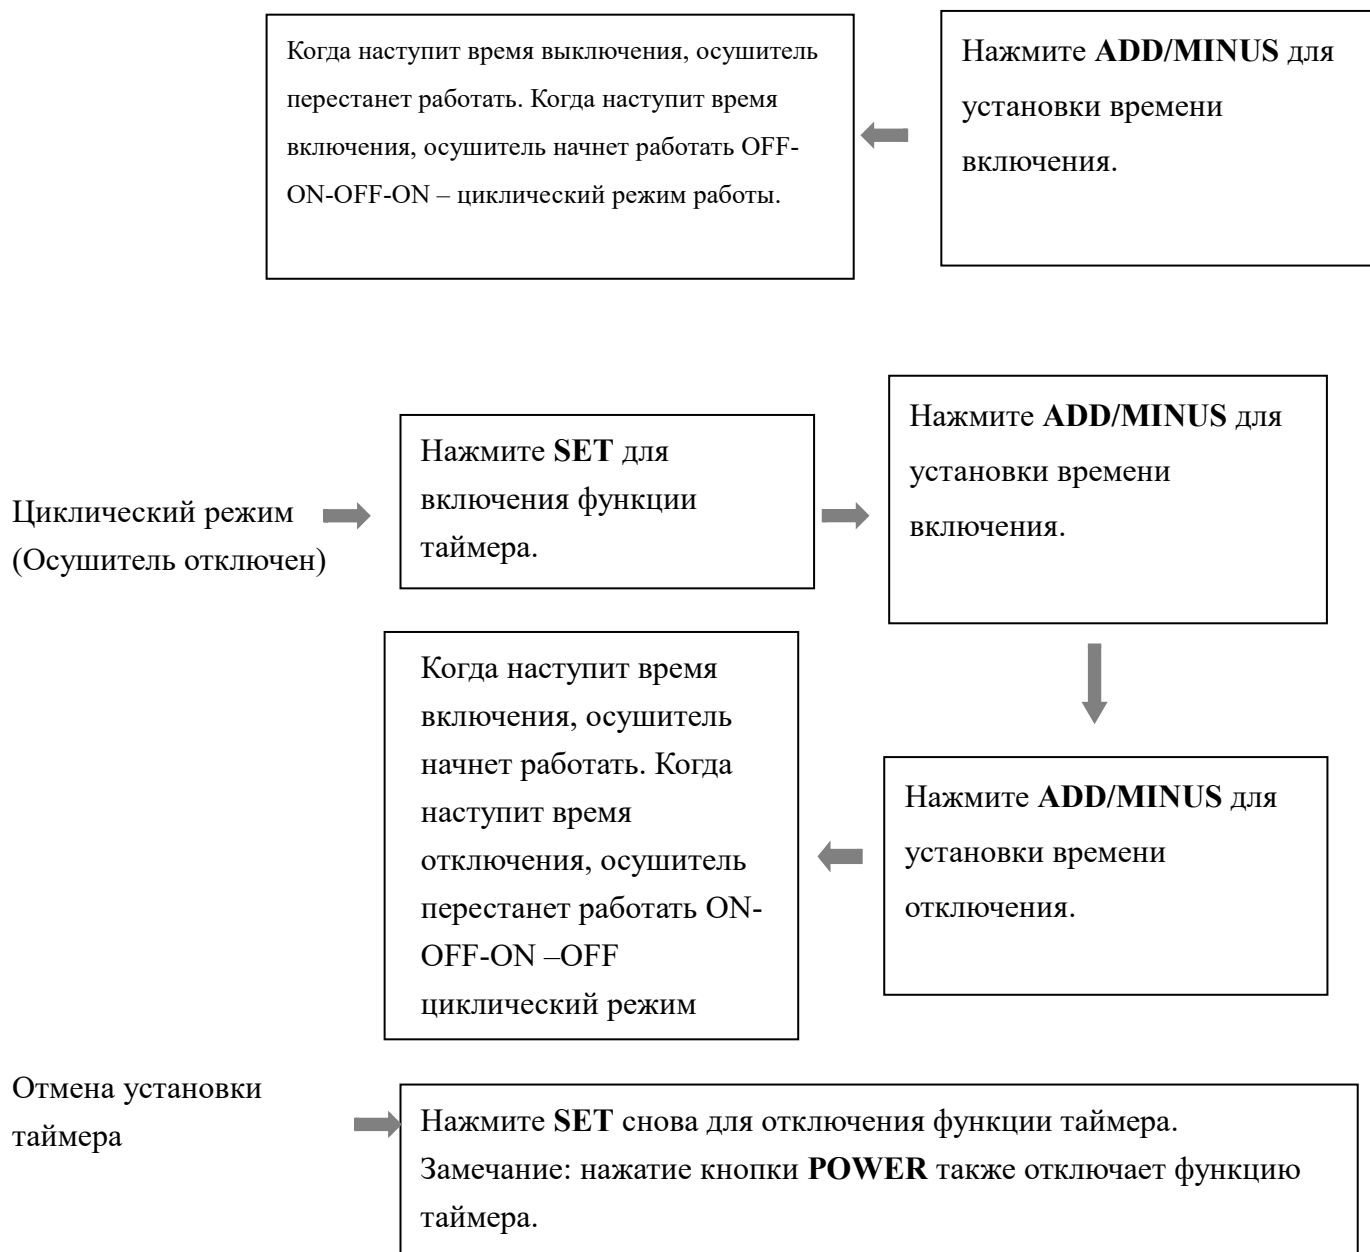 Когда наступит время выключения, осушитель
перестанет работать. Когда наступит время
включения, осушитель начнет работать OFF-
ON-OFF-ON – циклический режим работы.
Нажмите ADD/MINUS для
установки времени
включения.
Циклический режим
(Осушитель отключен)
Нажмите SET для
включения функции
таймера.
Нажмите ADD/MINUS для
установки времени
включения.
Нажмите ADD/MINUS для
установки времени
отключения.
Когда наступит время
включения, осушитель
начнет работать. Когда
наступит время
отключения, осушитель
перестанет работать ON-
OFF-ON –OFF
циклический режим
Отмена установки
таймера
Нажмите SET снова для отключения функции таймера.
Замечание: нажатие кнопки POWER также отключает функцию
таймера.